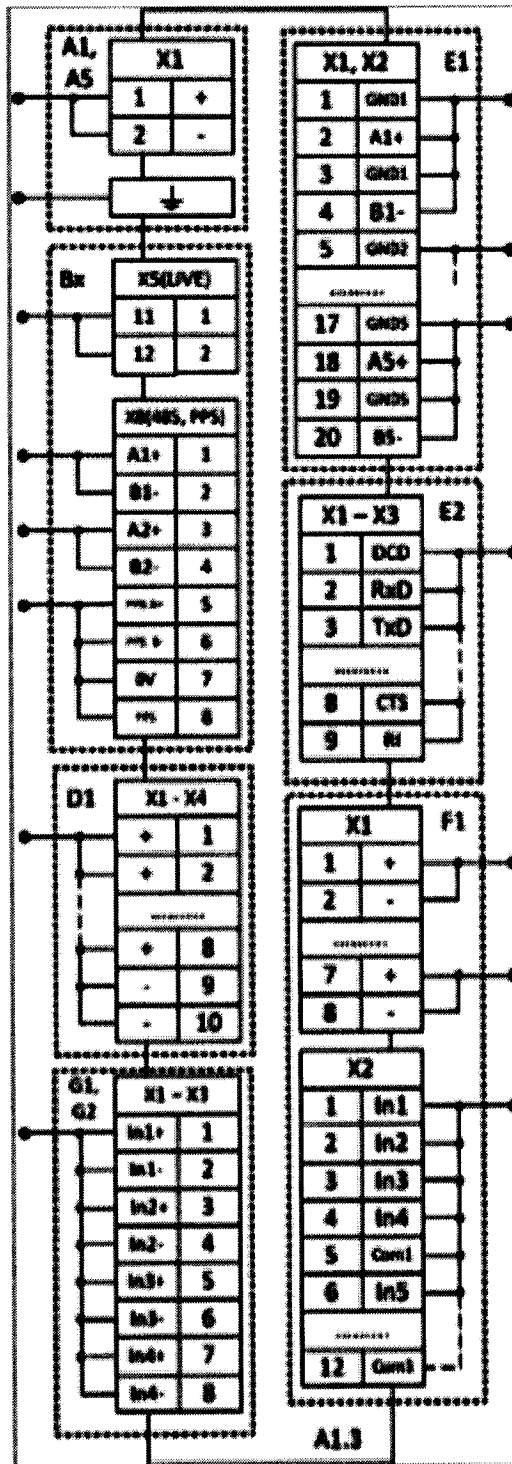 A1,
A5
X1
1 +
2 -
Bx
X5(LIVE)
11 1
12 2
X8(485, PPS)
A1+ 1
B1- 2
A2+ 3
B2- 4
5
6
0V 7
PPS 8
D1
X1 - X4
+ 1
+ 2
............
+ 8
- 9
- 10
G1,
G2
X1 – X3
In1+ 1
In1- 2
In2+ 3
In2- 4
In3+ 5
In3- 6
In4+ 7
In4- 8
E1
X1, X2
1 GND1
2 A1+
3 GND1
4 B1-
5 GND2
............
17 GND5
18 A5+
19 GND5
20 B5-
E2
X1 – X3
1 DCD
2 RxD
3 TxD
............
8 CTS
9 RI
F1
X1
1 +
2 -
............
7 +
8 -
X2
1 In1
2 In2
3 In3
4 In4
5 Com1
6 In5
............
12
A1.3